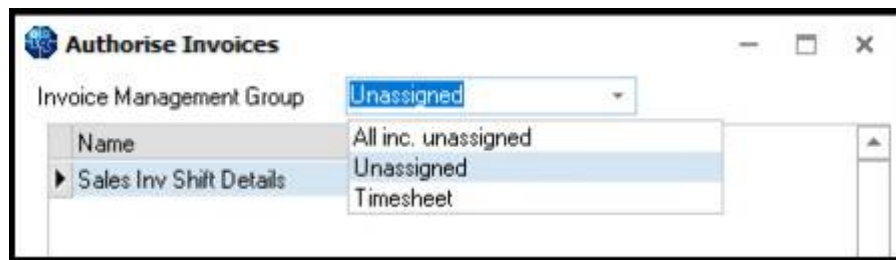 Authorise Invoices
Invoice Management Group Unassigned
Name
All inc. unassigned
Sales Inv Shift Details
Unassigned
Timesheet